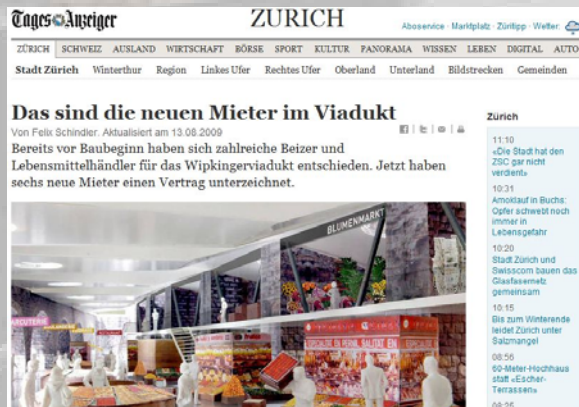 Tages Anzeiger
ZURICH
Aboservice · Marktplatz · Züritipp · Wetter:
ZÜRICH SCHWEIZ AUSLAND WIRTSCHAFT BÖRSE SPORT KULTUR PANORAMA WISSEN LEBEN DIGITAL AUTO
Stadt Zürich Winterthur Region Linkes Ufer Rechtes Ufer Oberland Unterland Bildstrecken Gemeinden
Das sind die neuen Mieter im Viadukt
Von Felix Schindler. Aktualisiert am 13.08.2009
Bereits vor Baubeginn haben sich zahlreiche Beizer und
Lebensmittelhändler für das Wipkingerviadukt entschieden. Jetzt haben
sechs neue Mieter einen Vertrag unterzeichnet.
BLUMENMARKT
Zürich
11:10
«Die Stadt hat den
ZSC gar nicht
verdient»
10:31
Amoklauf in Buchs:
Opfer schwebt noch
immer in
Lebensgefahr
10:20
Stadt Zürich und
Swisscom bauen das
Glasfasernetz
gemeinsam
10:15
Bis zum Winterende
leidet Zürich unter
Salzmangel
08:56
60-Meter-Hochhaus
statt «Escher-
Terrassen»